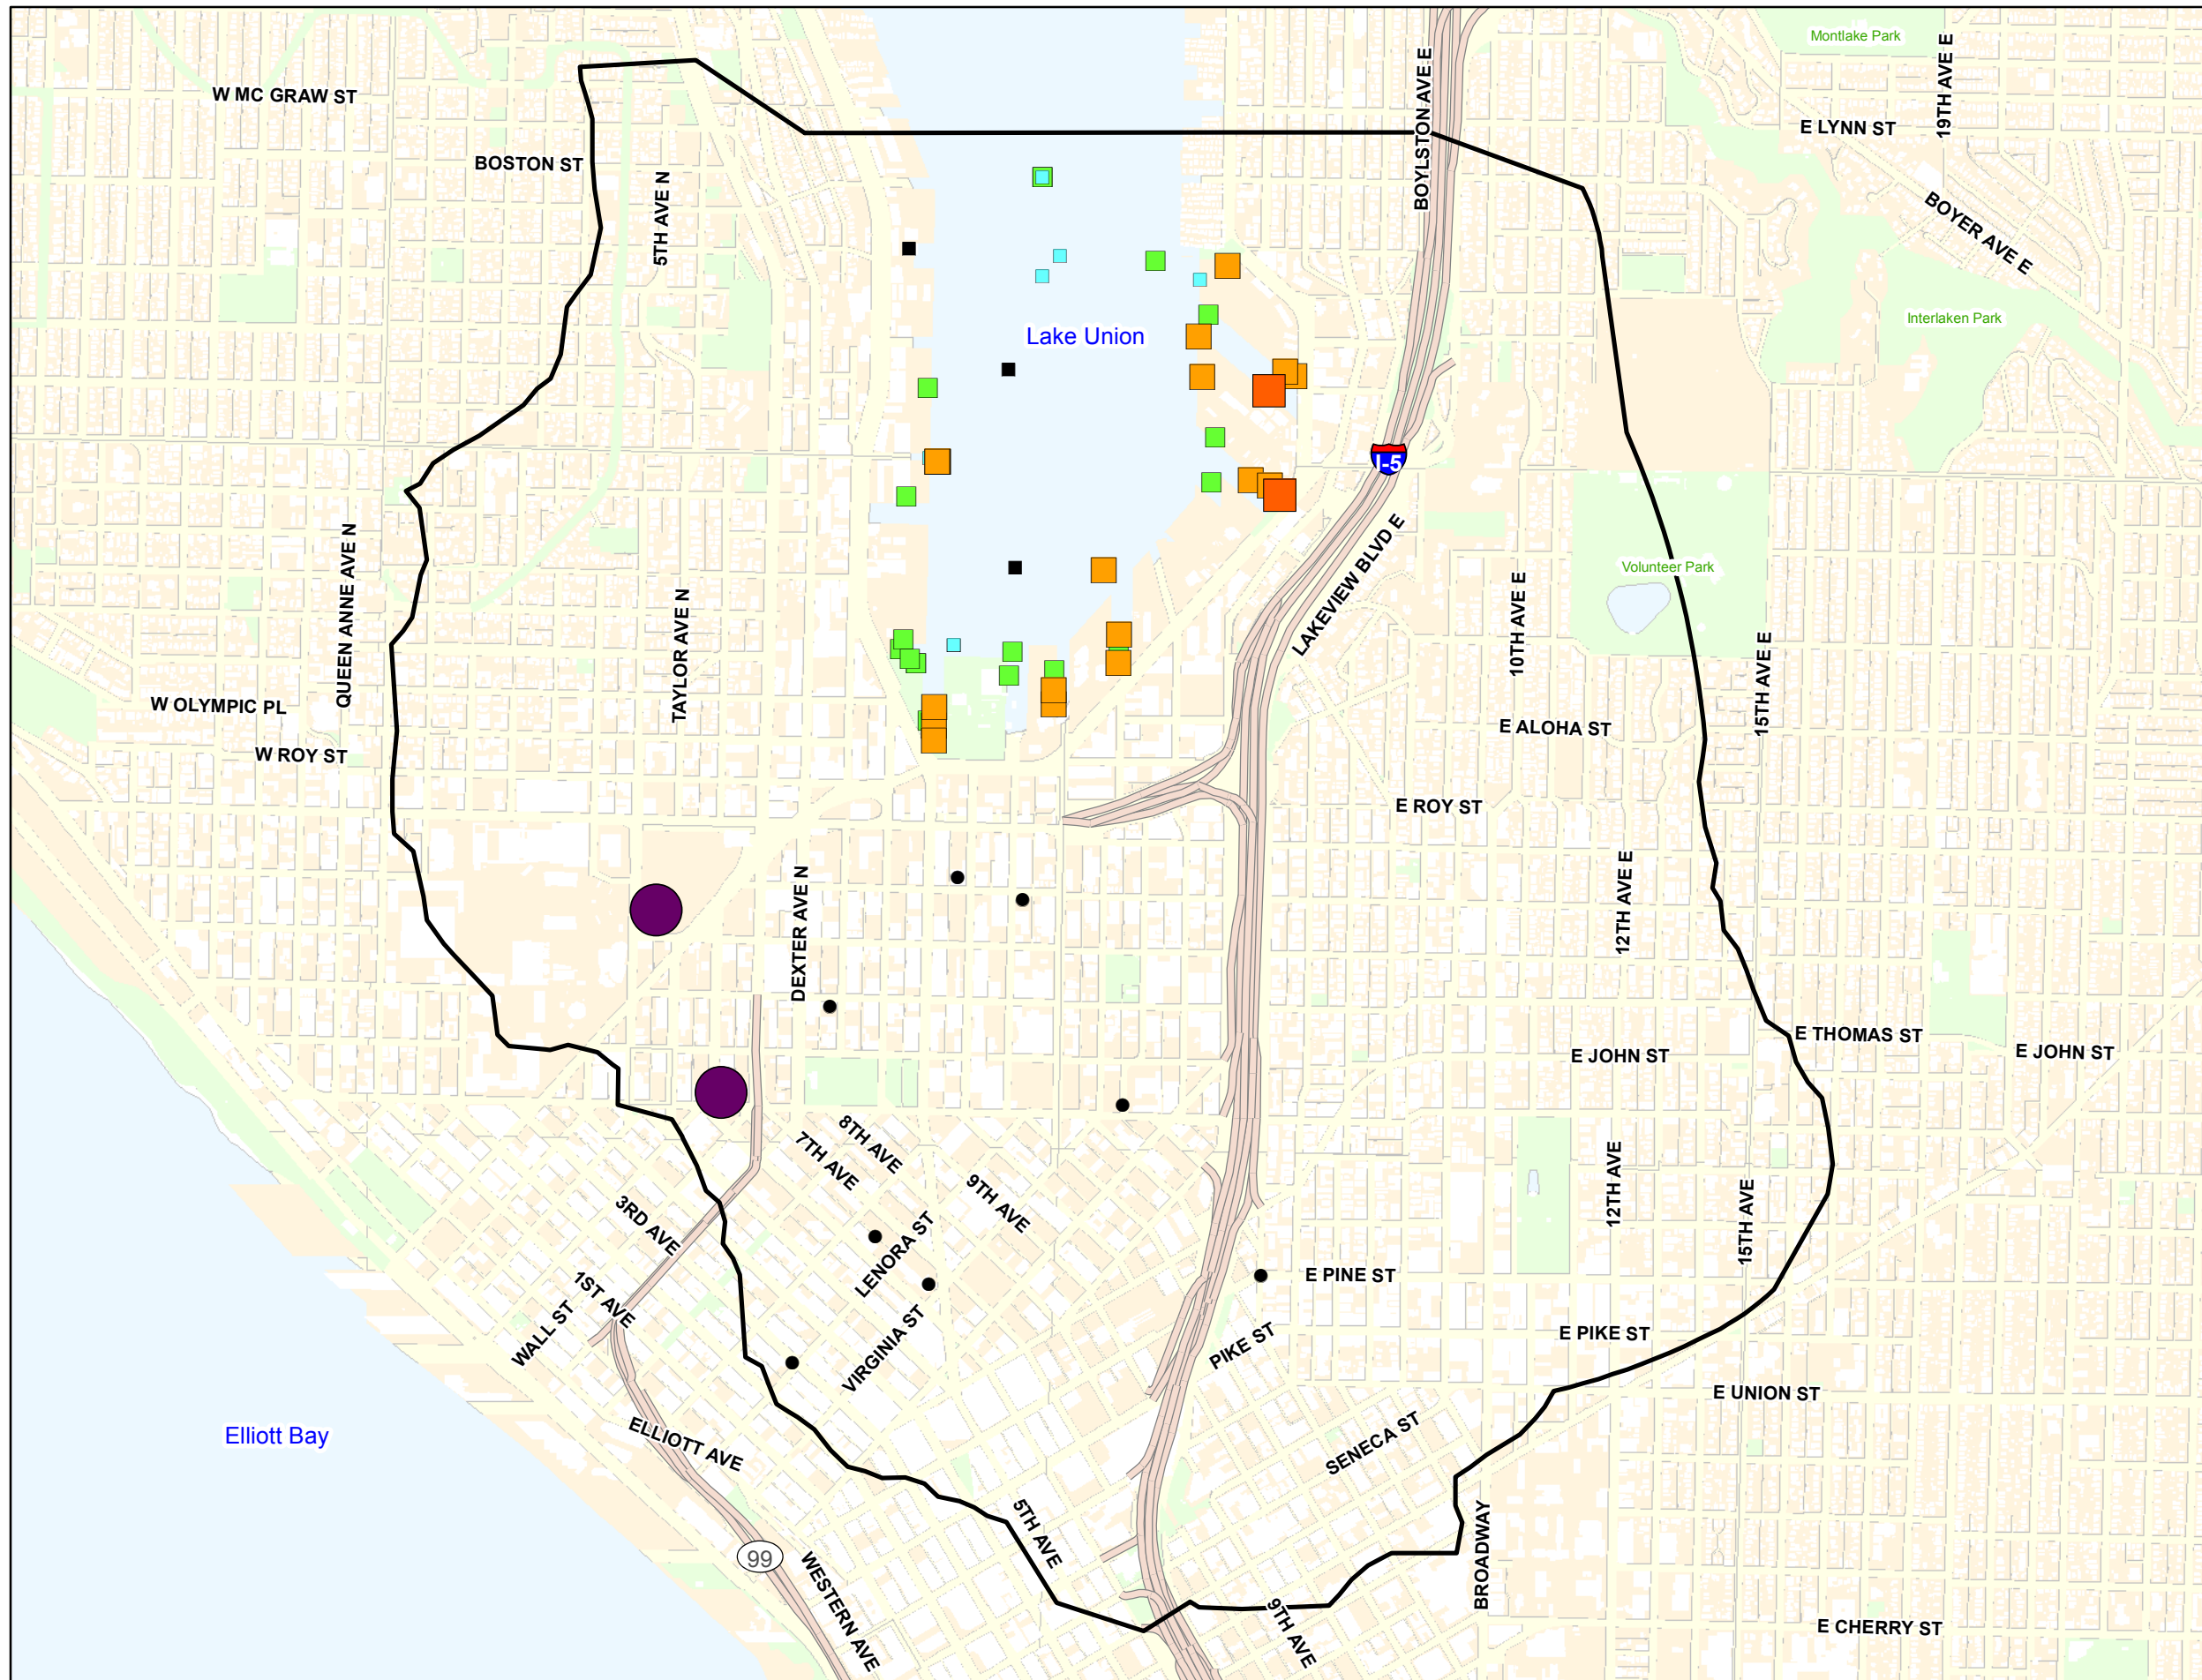 Montlake Park
19TH AVE E
BOYLSTON AVE E
W MC GRAW ST
E LYNN ST
BOSTON ST
5TH AVE N
BOYER AVE E
Interlaken Park
Lake Union
I-5
QUEEN ANNE AVE N
LAKEVIEW BLVD E
Volunteer Park
10TH AVE E
TAYLOR AVE N
15TH AVE E
W OLYMPIC PL
E ALOHA ST
W ROY ST
E ROY ST
12TH AVE E
DEXTER AVE N
E THOMAS ST
E JOHN ST
E JOHN ST
8TH AVE
7TH AVE
9TH AVE
12TH AVE
15TH AVE
3RD AVE
LENORA ST
E PINE ST
1ST AVE
WALL ST
VIRGINIA ST
PIKE ST
E PIKE ST
E UNION ST
Elliott Bay
ELLIOTT AVE
SENECA ST
5TH AVE
BROADWAY
99
WESTERN AVE
9TH AVE
E CHERRY ST